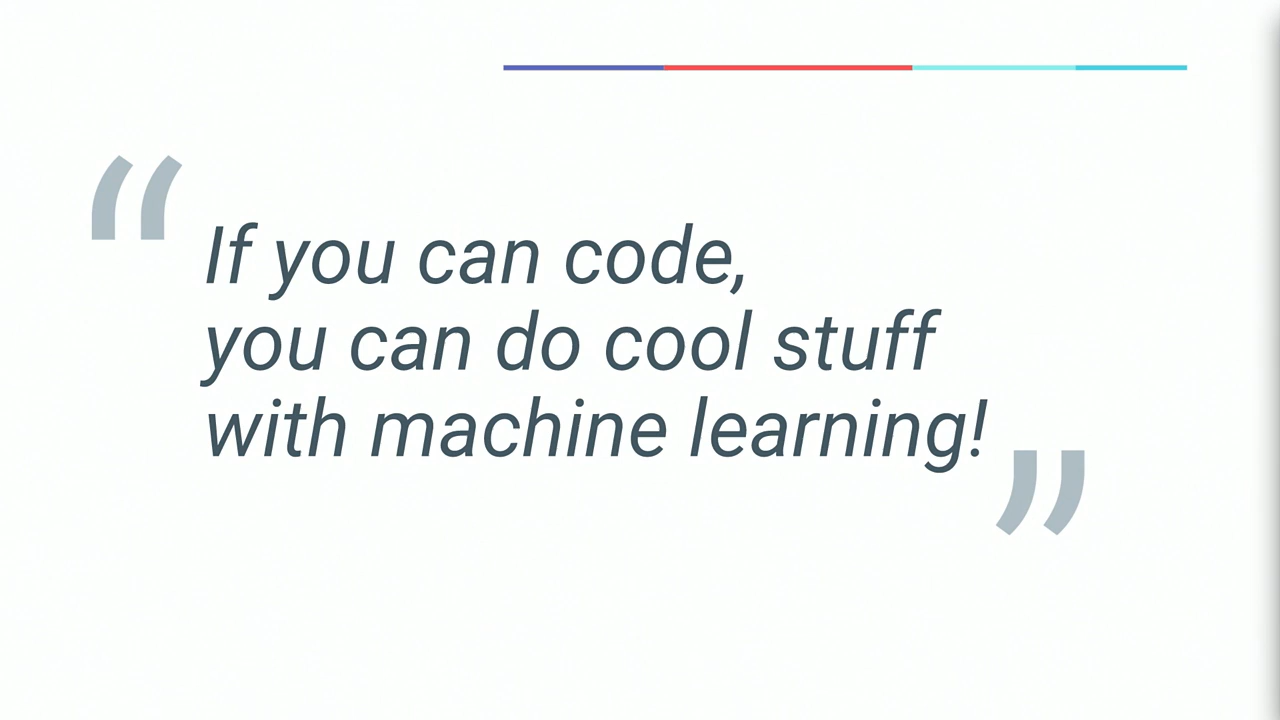 “If you can code,
you can do cool stuff
with machine learning!”